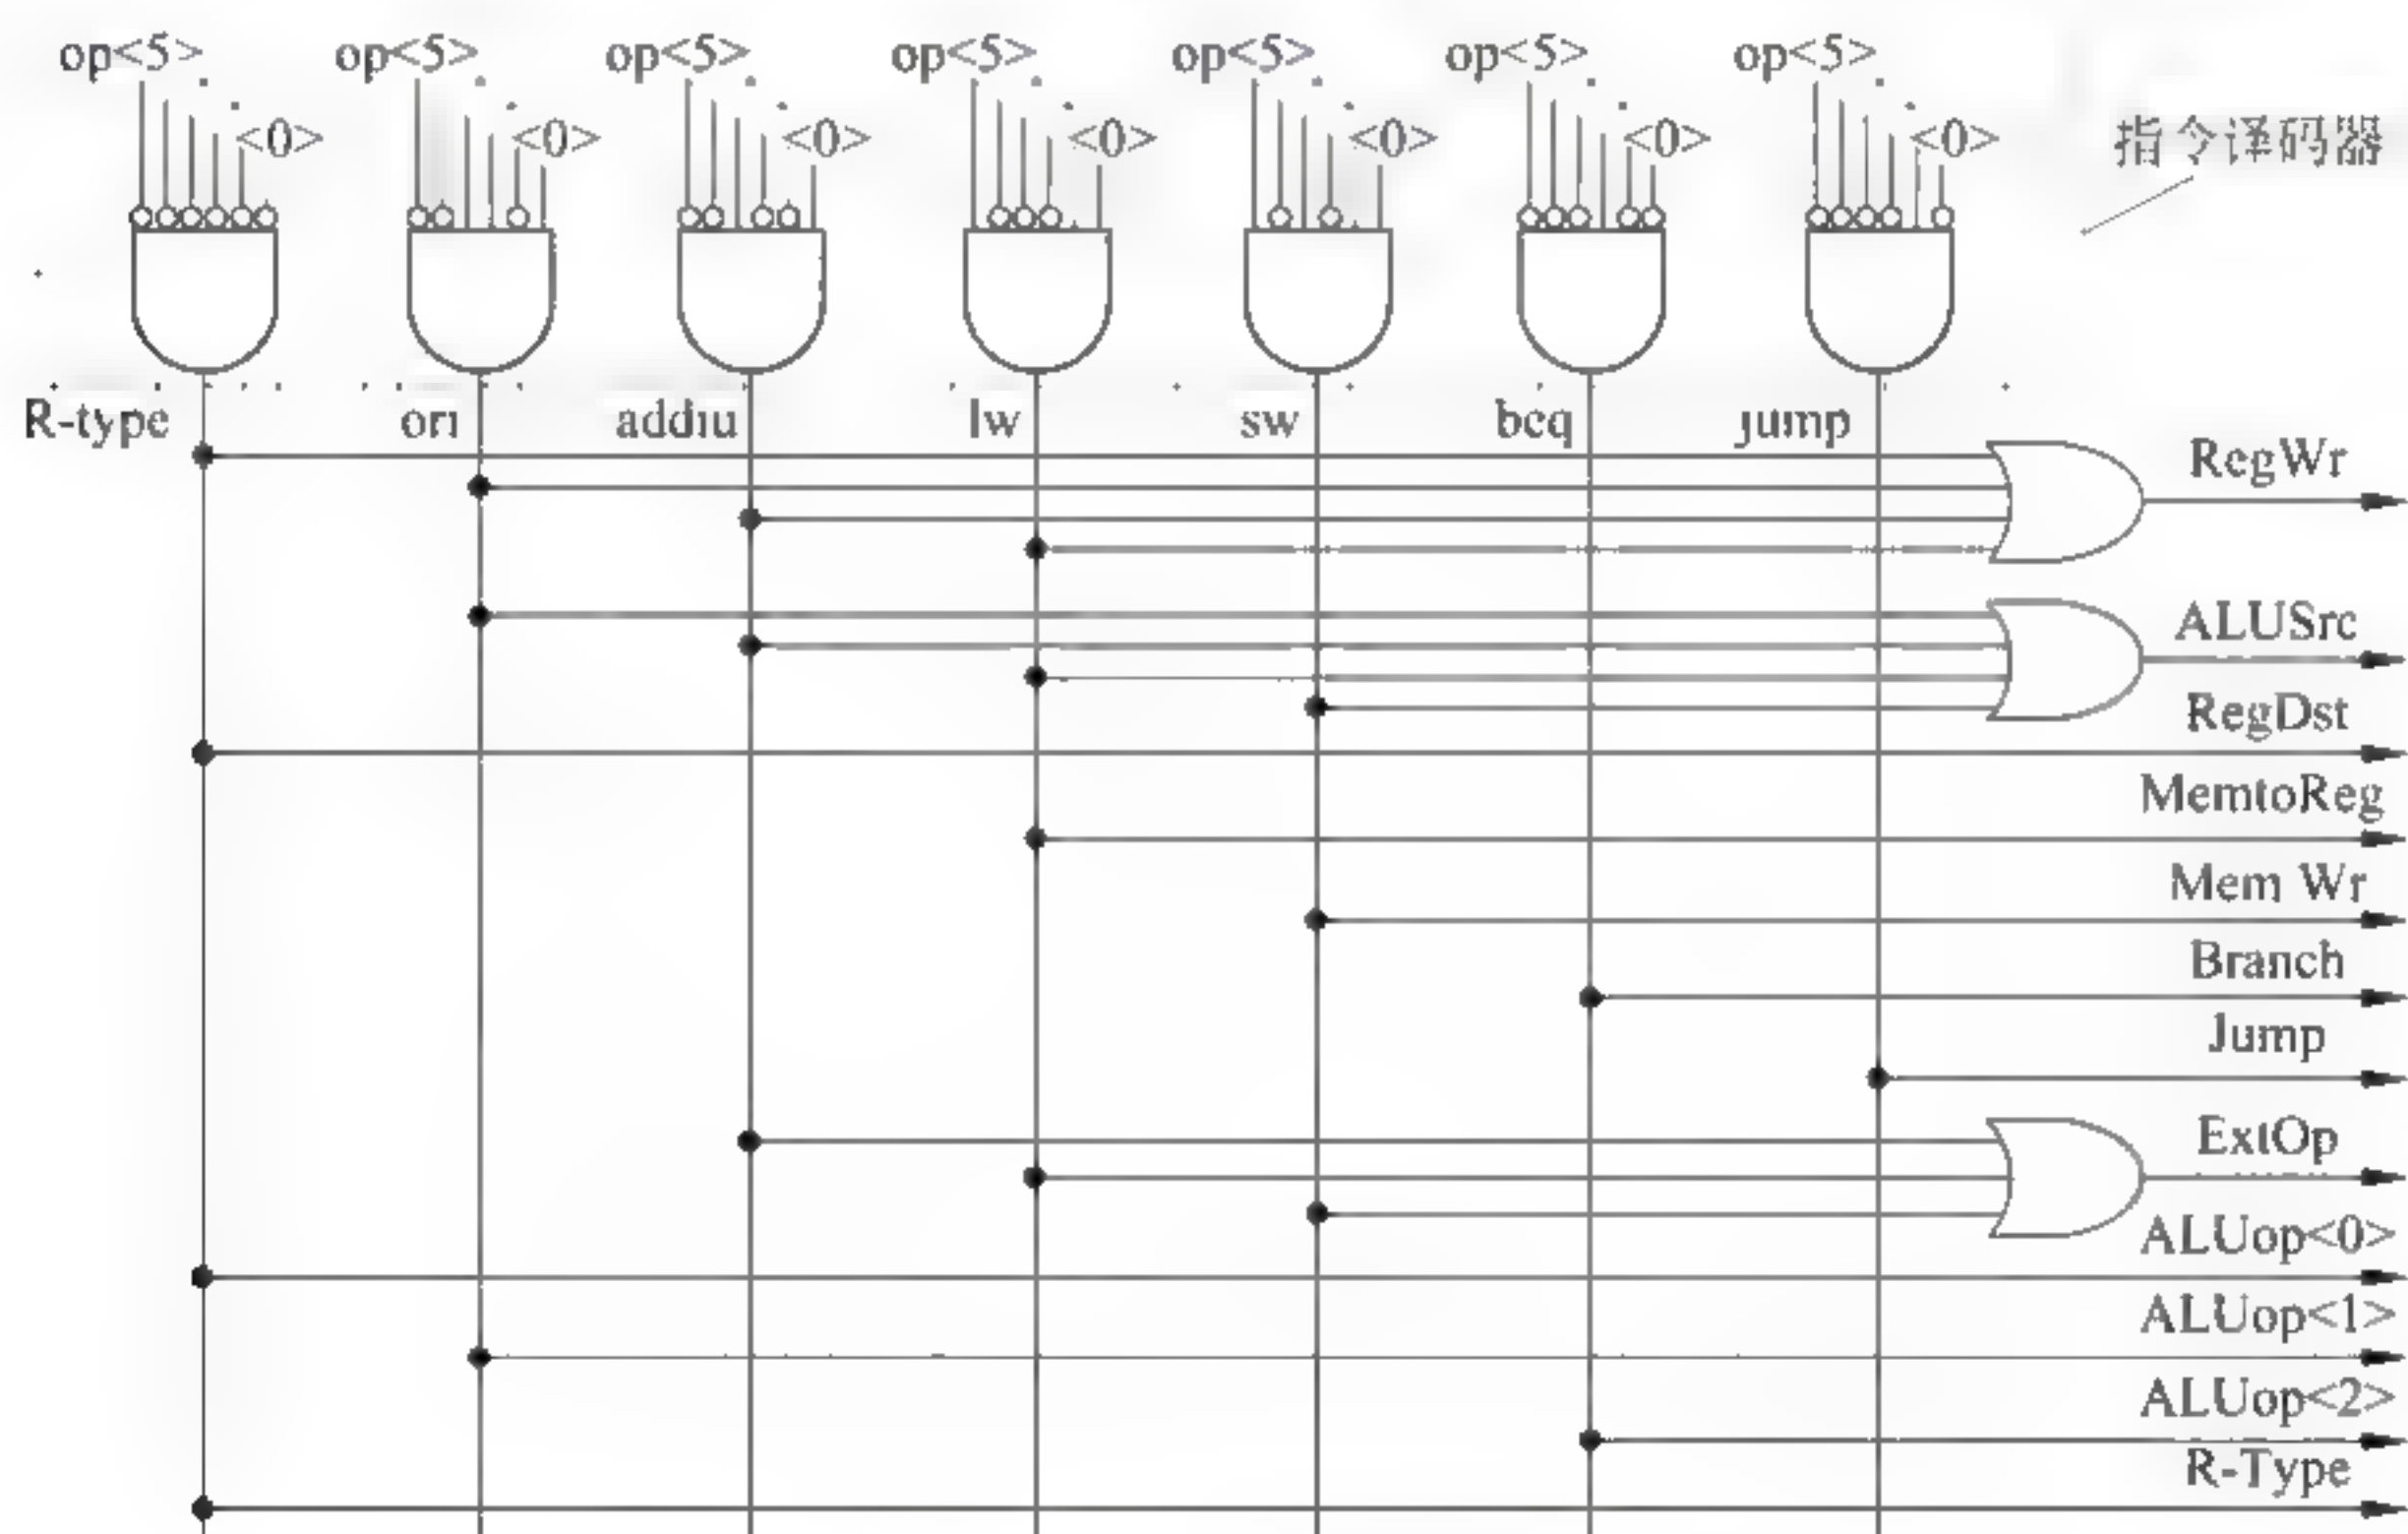 op<5> op<5> op<5> op<5> op<5> op<5> op<5>
<0> <0> <0> <0> <0> <0> <0>
指令译码器
R-type ori addiu lw sw beq jump
RegWr
ALUSrc
RegDst
MemtoReg
Mem Wr
Branch
Jump
ExtOp
ALUop<0>
ALUop<1>
ALUop<2>
R-Type